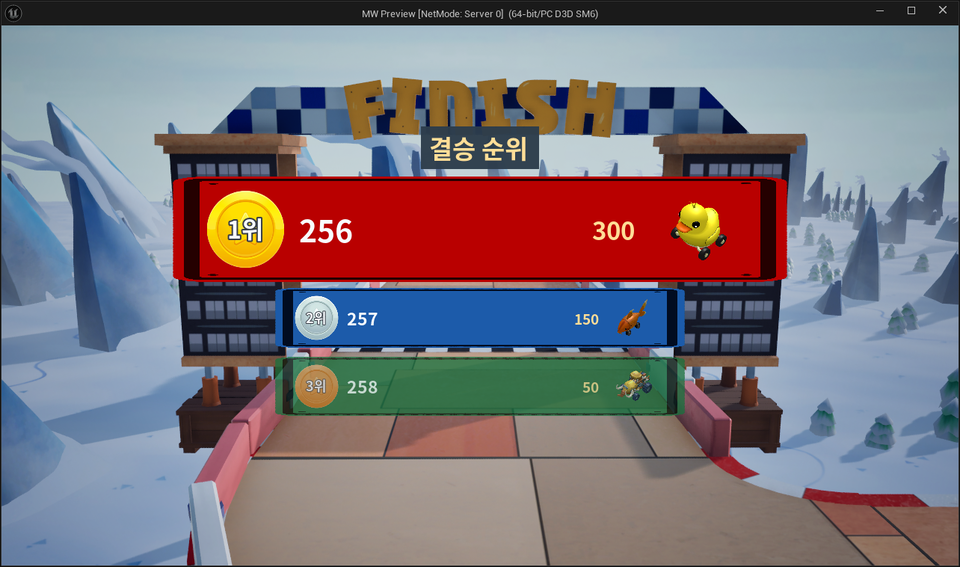 MW Preview [NetMode: Server 0] (64-bit/PC D3D SM6)
FINISH
결승 순위
1위 256 300
2위 257 150
3위 258 50